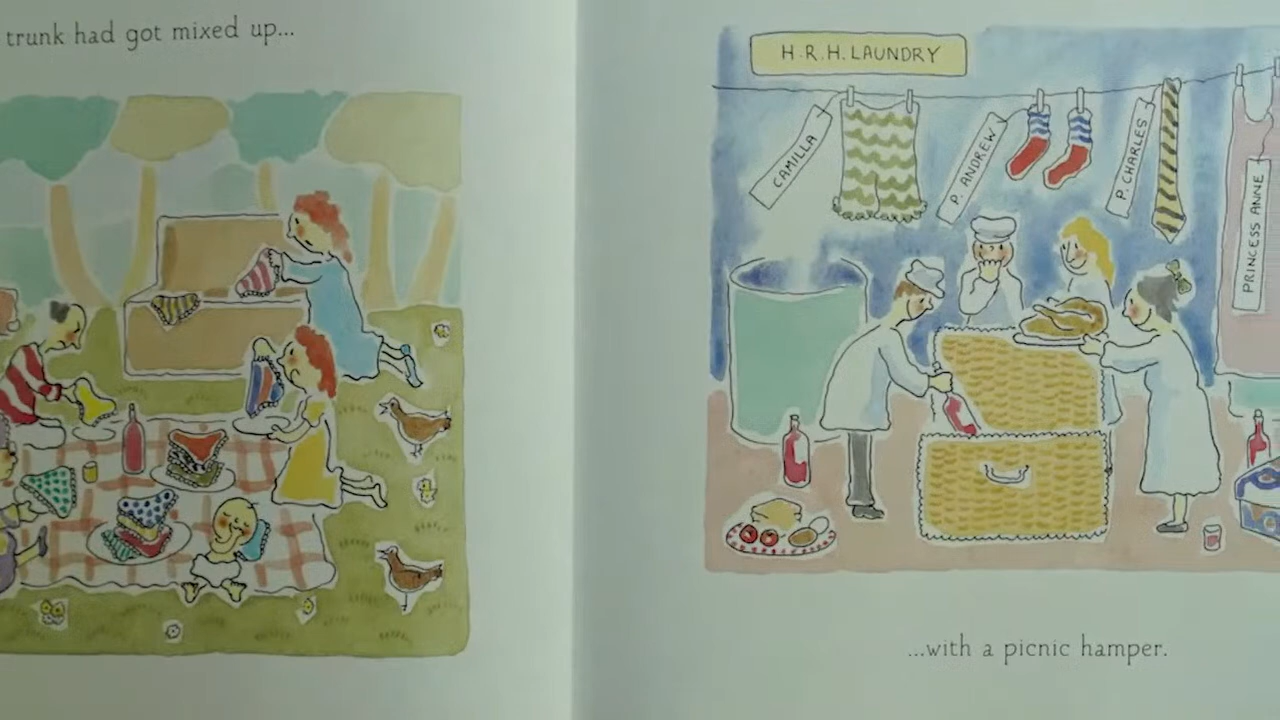 trunk had got mixed up...
H.R.H. LAUNDRY
CAMILLA
P. ANDREW
P. CHARLES
PRINCESS ANNE
...with a picnic hamper.